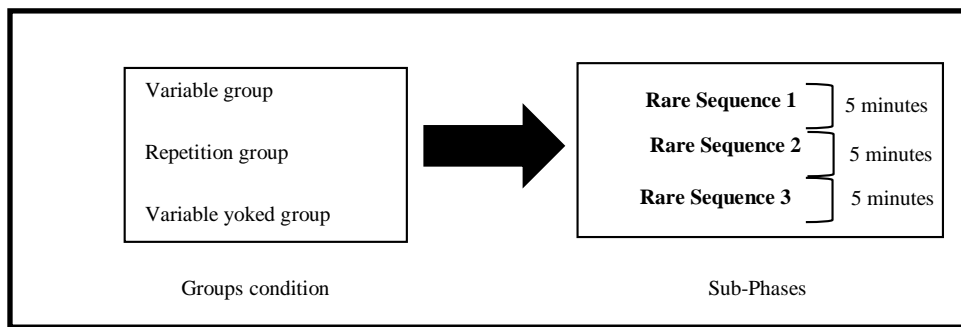 Variable group
Repetition group
Variable yoked group
Groups condition
Rare Sequence 1
5 minutes
Rare Sequence 2
5 minutes
Rare Sequence 3
5 minutes
Sub-Phases